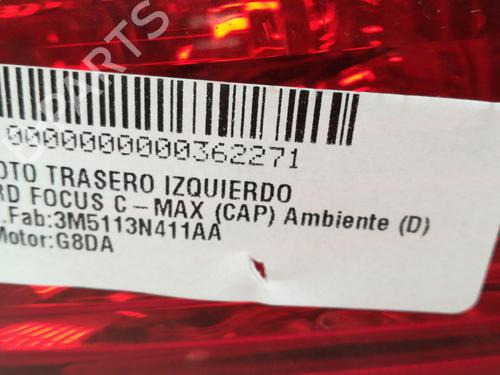 0000000000362271
OTO TRASERO IZQUIERDO
RD FOCUS C-MAX (CAP) Ambiente (D)
.Fab:3M5113N411AA
Motor:G8DA